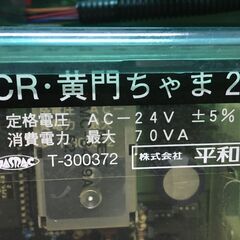 CR・黄門ちゃま2
定格電圧 AC-24V ±5%
消費電力 最大 70VA
JASRAC T-300372 株式会社 平和